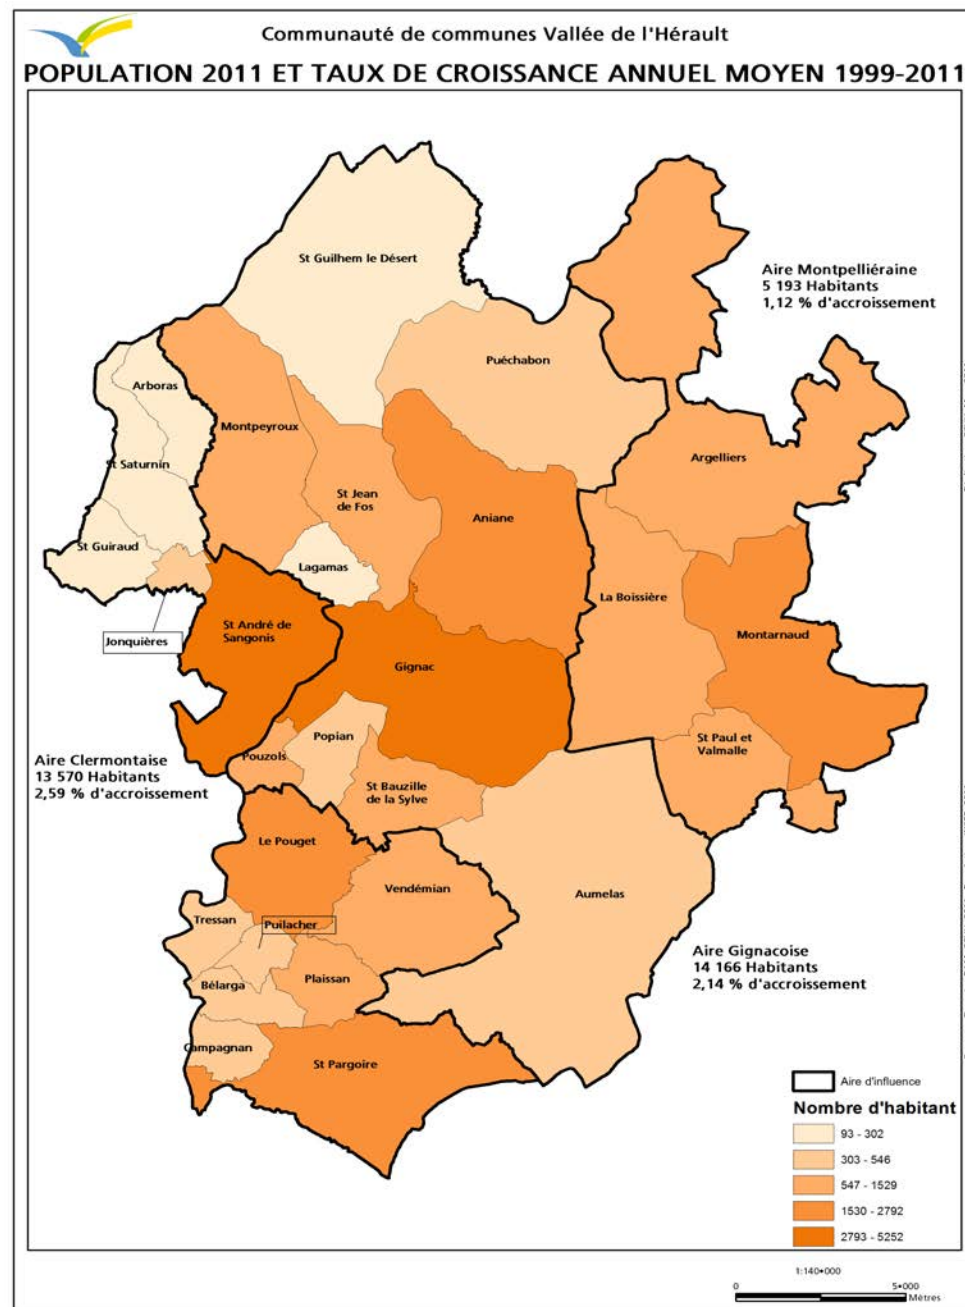 Communauté de communes Vallée de l'Hérault
POPULATION 2011 ET TAUX DE CROISSANCE ANNUEL MOYEN 1999-2011
St Guilhem le Désert
Aire Montpelliéraine
5 193 Habitants
1,12 % d'accroissement
Puéchabon
Arboras
Montpeyroux
Argelliers
St Saturnin
St Jean
de Fos
Aniane
St Guiraud
Lagamas
La Boissière
Jonquières
St André de
Sangonis
Montarnaud
Gignac
Popian
St Paul et
Valmalle
Pouzols
Aire Clermontaise
13 570 Habitants
2,59 % d'accroissement
St Bauzille
de la Sylve
Le Pouget
Vendémian
Aumelas
Tressan
Puilacher
Aire Gignacoise
14 166 Habitants
2,14 % d'accroissement
Plaissan
Bélarga
Campagnan
St Pargoire
Aire d'influence
Nombre d'habitant
93 - 302
303 - 546
547 - 1529
1530 - 2792
2793 - 5252
1:140•000
0 5•000
Mètres